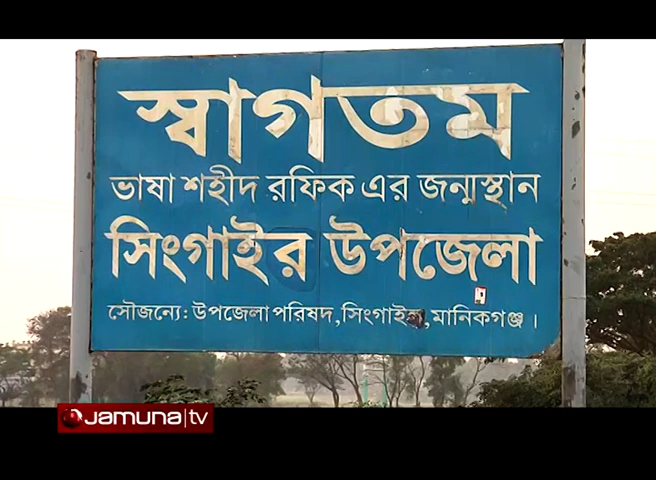 স্বাগতম
ভাষা শহীদ রফিক এর জন্মস্থান
সিংগাইর উপজেলা
সৌজন্যে: উপজেলা পরিষদ, সিংগাইর, মানিকগঞ্জ।
JAMUNA|tv